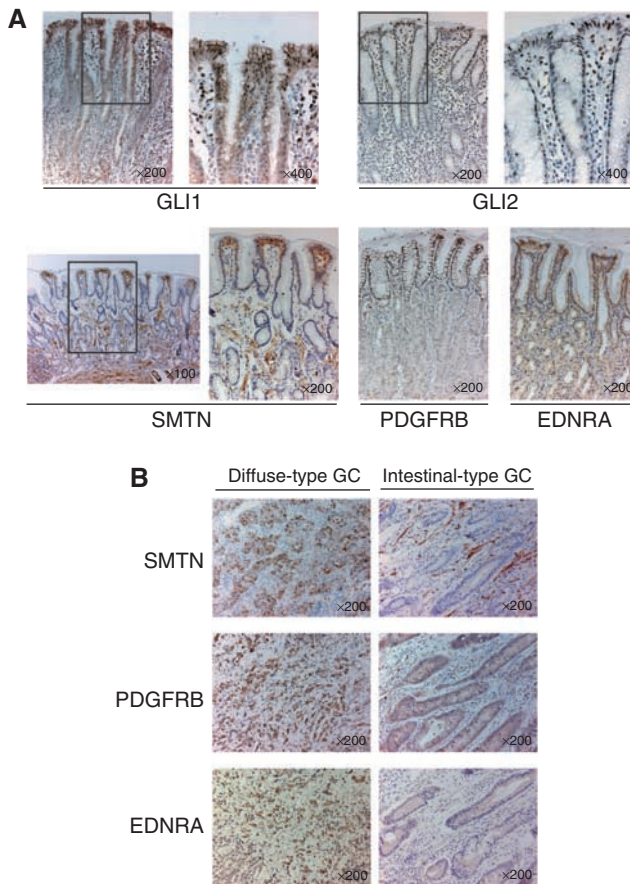 A
×200 ×400 ×200 ×400
GLI1 GLI2
×100 ×200 ×200 ×200
SMTN PDGFRB EDNRA
B Diffuse-type GC Intestinal-type GC
SMTN ×200 ×200
PDGFRB ×200 ×200
EDNRA ×200 ×200